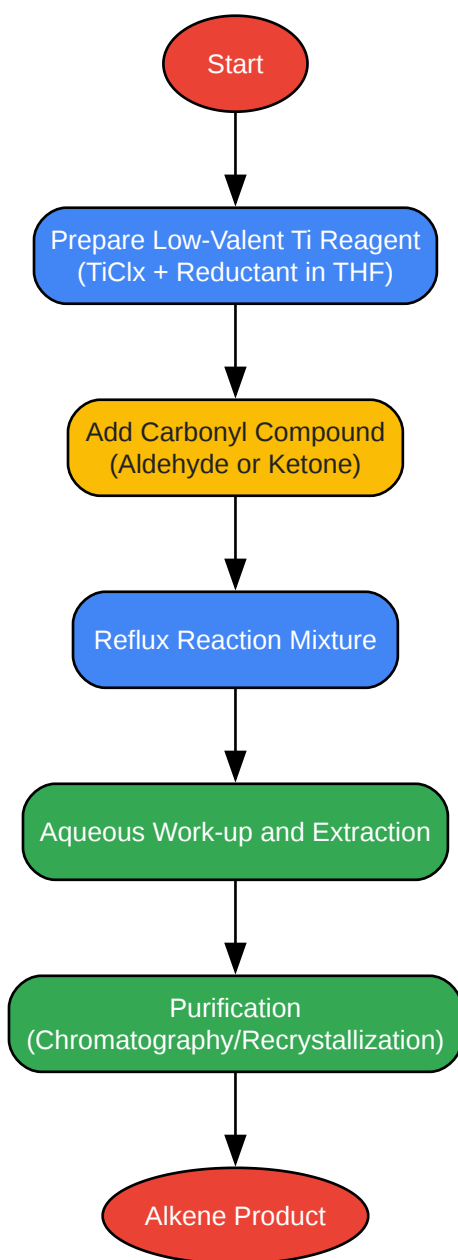 Start
Prepare Low-Valent Ti Reagent
(TiClx + Reductant in THF)
Add Carbonyl Compound
(Aldehyde or Ketone)
Reflux Reaction Mixture
Aqueous Work-up and Extraction
Purification
(Chromatography/Recrystallization)
Alkene Product